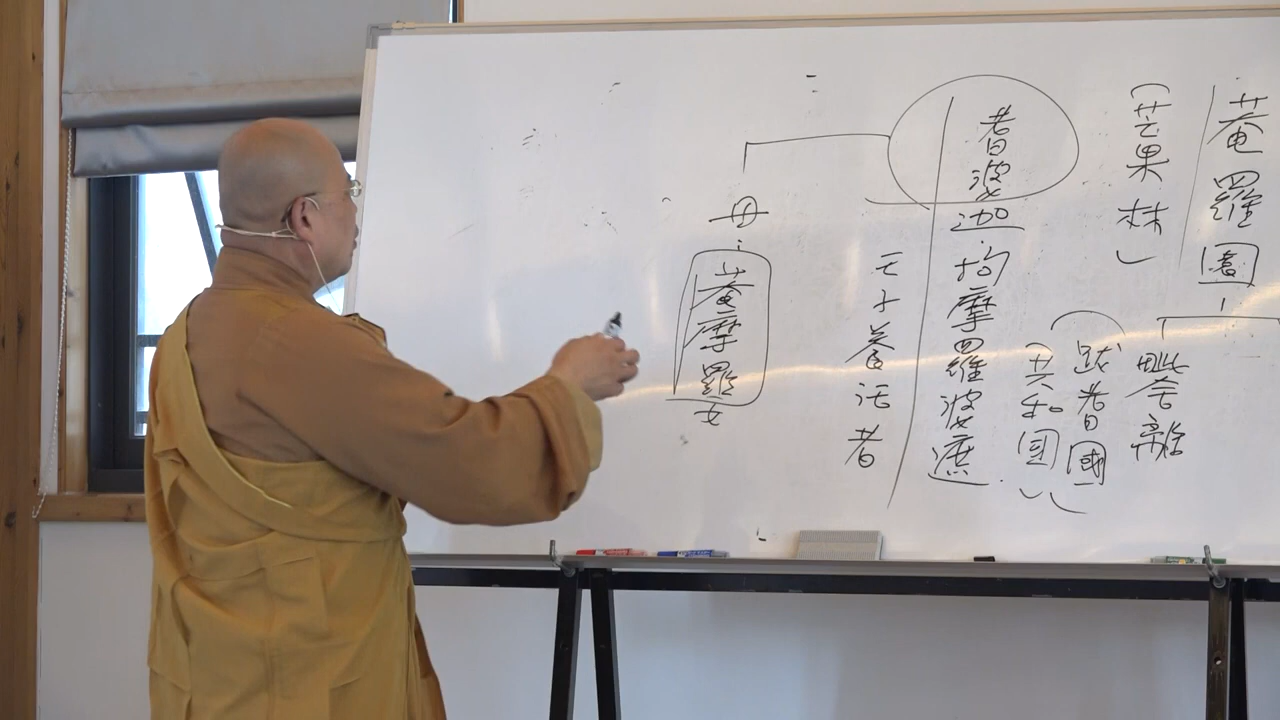 菴羅園
(芒果林)
毗舍離
(跋耆國
(共和國))
耆婆迦拘摩羅婆遮
王子養活者
母
菴摩羅女